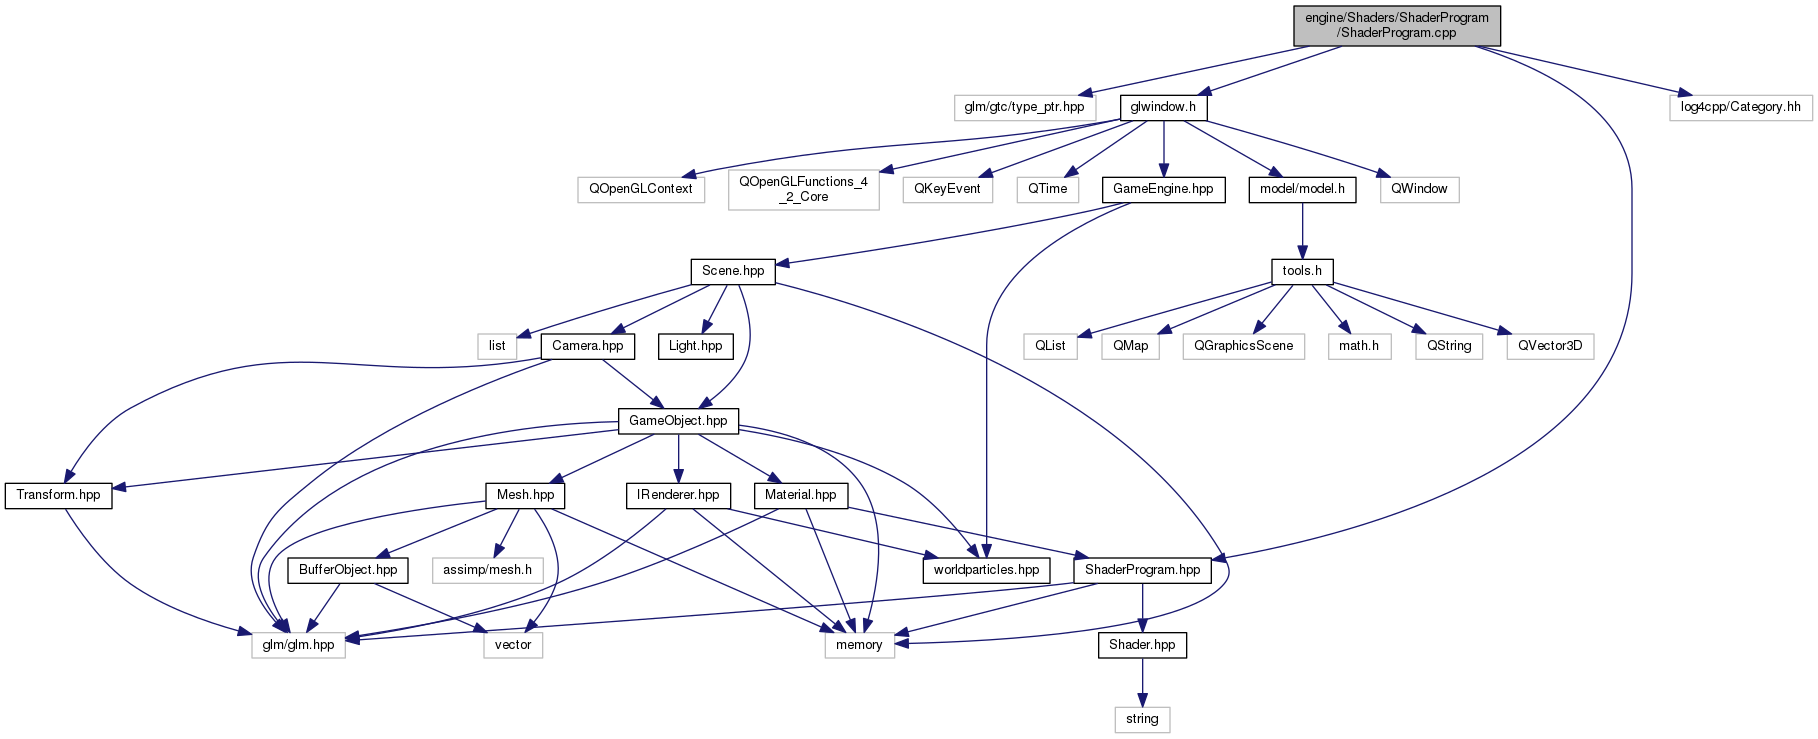 engine/Shaders/ShaderProgram
/ShaderProgram.cpp
glm/gtc/type_ptr.hpp
glwindow.h
log4cpp/Category.hh
QOpenGLContext
QOpenGLFunctions_4
_2_Core
QKeyEvent
QTime
GameEngine.hpp
model/model.h
QWindow
Scene.hpp
tools.h
list
Camera.hpp
Light.hpp
QList
QMap
QGraphicsScene
math.h
QString
QVector3D
GameObject.hpp
Transform.hpp
Mesh.hpp
IRenderer.hpp
Material.hpp
BufferObject.hpp
assimp/mesh.h
worldparticles.hpp
ShaderProgram.hpp
glm/glm.hpp
vector
memory
Shader.hpp
string